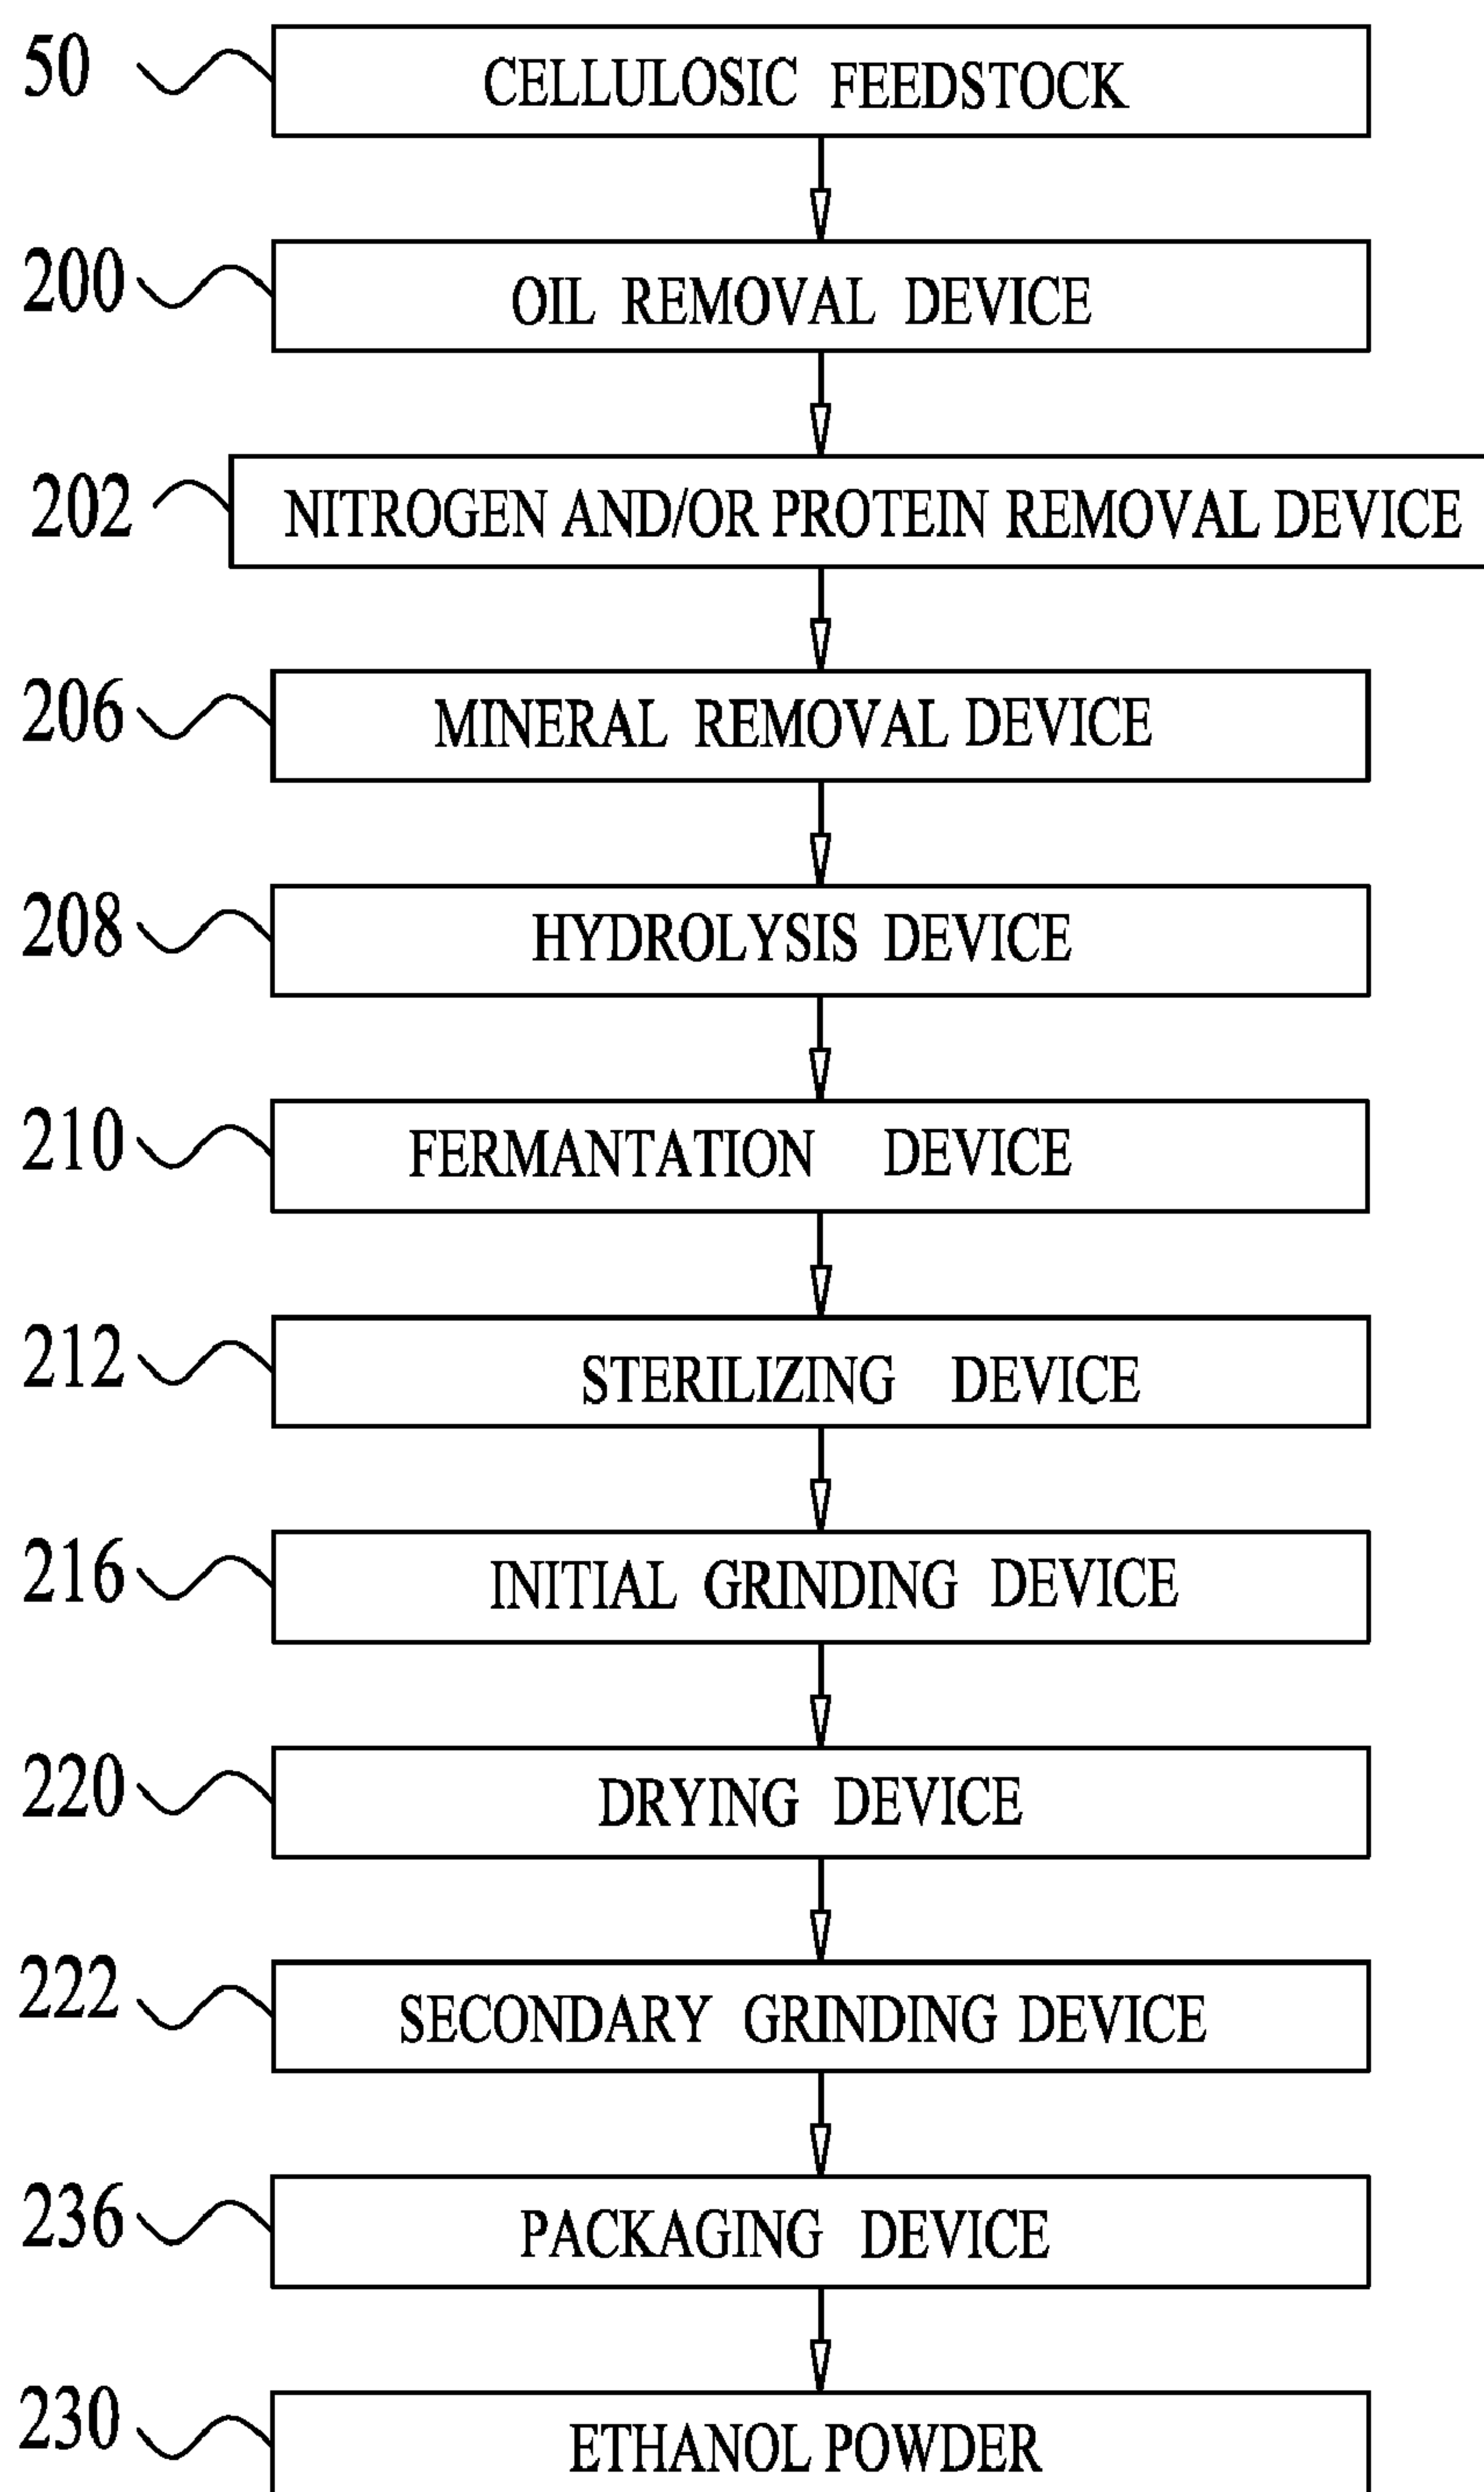 50 CELLULOSIC FEEDSTOCK
200 OIL REMOVAL DEVICE
202 NITROGEN AND/OR PROTEIN REMOVAL DEVICE
206 MINERAL REMOVAL DEVICE
208 HYDROLYSIS DEVICE
210 FERMANTATION DEVICE
212 STERILIZING DEVICE
216 INITIAL GRINDING DEVICE
220 DRYING DEVICE
222 SECONDARY GRINDING DEVICE
236 PACKAGING DEVICE
230 ETHANOL POWDER